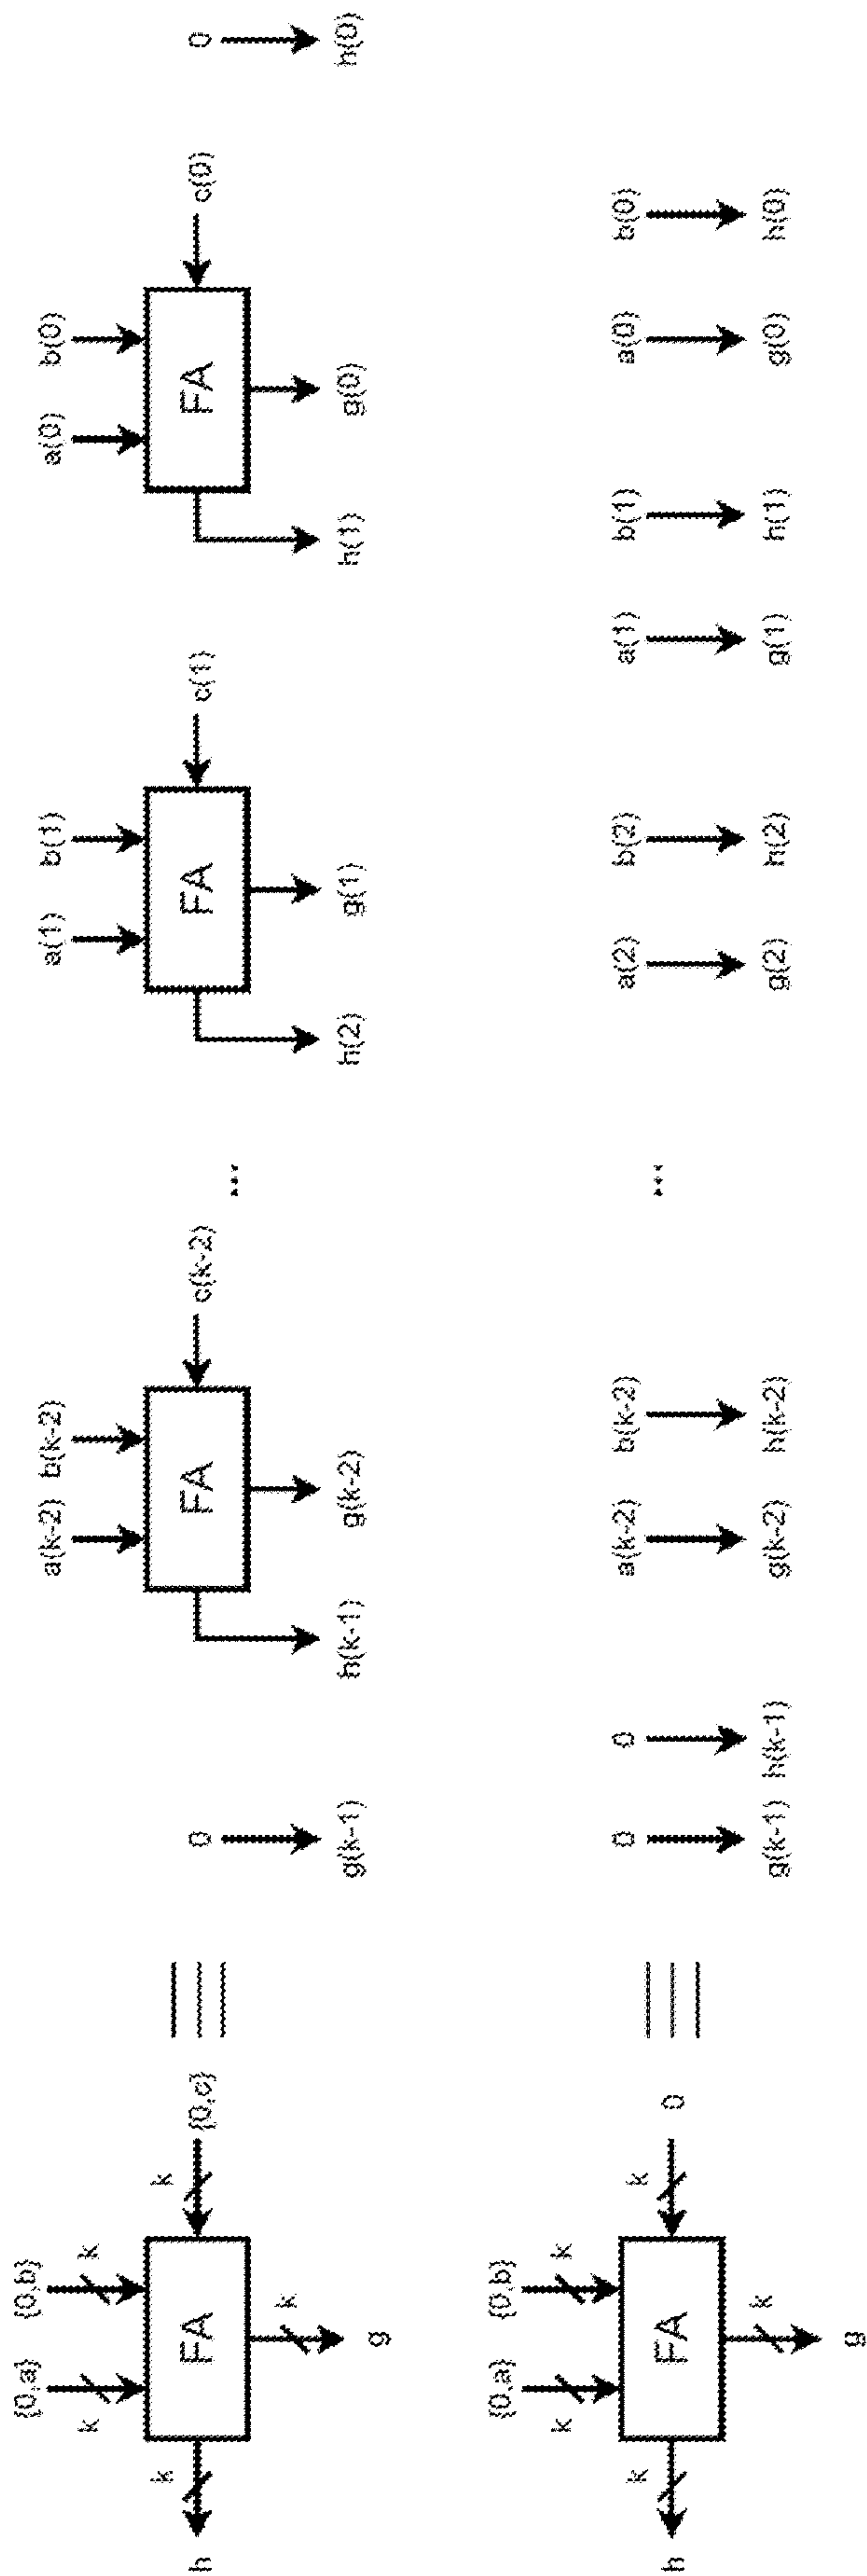 {0,a} {0,b}
a(k-2) b(k-2) a(1) b(1) a(0) b(0)
k k
k k
h FA {0,c} 0 FA c(k-2) ... FA c(1) FA c(0) 0
k
g(k-1) h(k-1) g(k-2) h(2) g(1) h(1) g(0) h(0)
g
{0,a} {0,b}
k k
0 0 a(k-2) b(k-2) ... a(2) b(2) a(1) b(1) a(0) b(0)
k k
h FA 0
k
g(k-1) h(k-1) g(k-2) h(k-2) g(2) h(2) g(1) h(1) g(0) h(0)
g